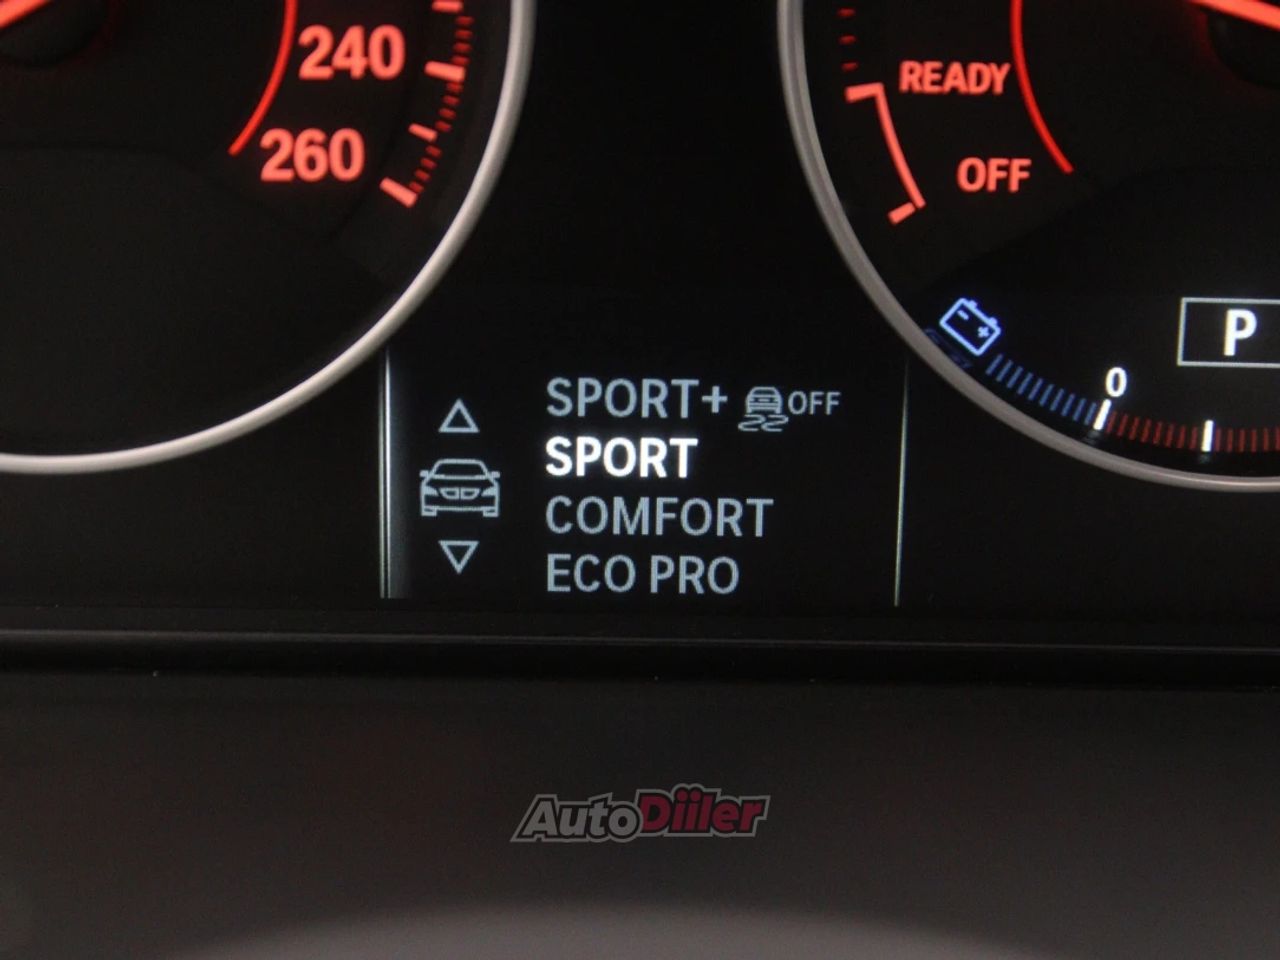 240
260
READY
OFF
P
0
SPORT+ OFF
SPORT
COMFORT
ECO PRO
AutoDiiler